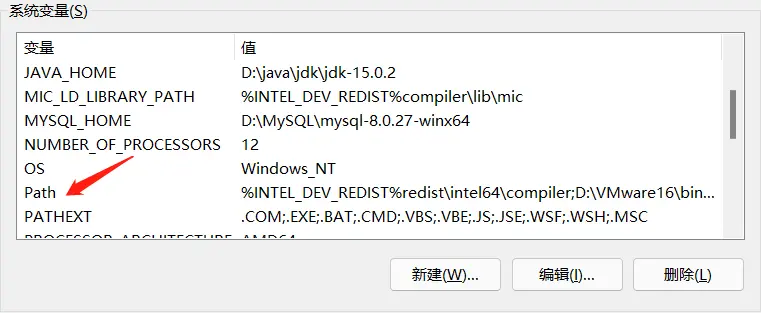 系统变量(S)
变量 值
JAVA_HOME D:\java\jdk\jdk-15.0.2
MIC_LD_LIBRARY_PATH %INTEL_DEV_REDIST%compiler\lib\mic
MYSQL_HOME D:\MySQL\mysql-8.0.27-winx64
NUMBER_OF_PROCESSORS 12
OS Windows_NT
Path %INTEL_DEV_REDIST%redist\intel64\compiler;D:\VMware16\bin...
PATHEXT .COM;.EXE;.BAT;.CMD;.VBS;.VBE;.JS;.JSE;.WSF;.WSH;.MSC
PROCESSOR_ARCHITECTURE AMD64
新建(W)... 编辑(I)... 删除(L)